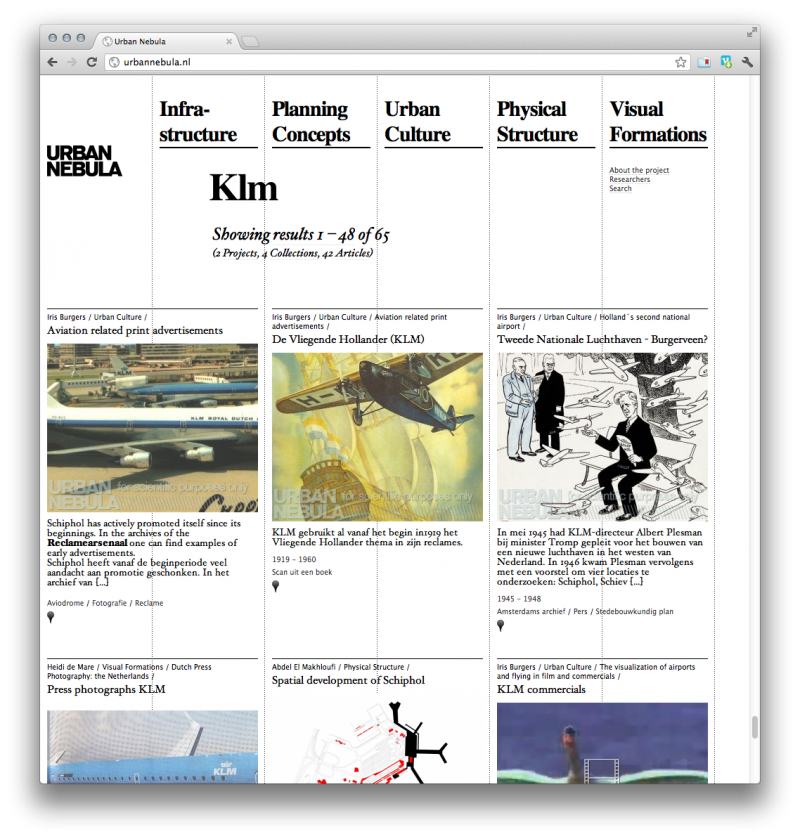 Urban Nebula
urbannebula.nl
Infra-
structure
Planning
Concepts
Urban
Culture
Physical
Structure
Visual
Formations
URBAN
NEBULA
About the project
Researchers
Search
Klm
Showing results 1 – 48 of 65
(2 Projects, 4 Collections, 42 Articles)
Iris Burgers / Urban Culture /
Aviation related print advertisements
KLM
KLM ROYAL DUTCH
URBAN
NEBULA
for scientific purposes only
Schiphol has actively promoted itself since its
beginnings. In the archives of the
Reclamearsenaal one can find examples of
early advertisements.
Schiphol heeft vanaf de beginperiode veel
aandacht aan promotie geschonken. In het
archief van [...]
Aviodrome / Fotografie / Reclame
Iris Burgers / Urban Culture / Aviation related print
advertisements /
De Vliegende Hollander (KLM)
H-N
URBAN
NEBULA
for scientific purposes only
KLM gebruikt al vanaf het begin in1919 het
Vliegende Hollander thema in zijn reclames.
1919 – 1960
Scan uit een boek
Iris Burgers / Urban Culture / Holland´s second national
airport /
Tweede Nationale Luchthaven - Burgerveen?
URBAN
NEBULA
for scientific purposes only
In mei 1945 had KLM-directeur Albert Plesman
bij minister Tromp gepleit voor het bouwen van
een nieuwe luchthaven in het westen van
Nederland. In 1946 kwam Plesman vervolgens
met een voorstel om vier locaties te
onderzoeken: Schiphol, Schiev [...]
1945 – 1948
Amsterdams archief / Pers / Stedebouwkundig plan
Heidi de Mare / Visual Formations / Dutch Press
Photography: the Netherlands /
Press photographs KLM
KLM
Abdel El Makhloufi / Physical Structure /
Spatial development of Schiphol
Iris Burgers / Urban Culture / The visualization of airports
and flying in film and commercials /
KLM commercials